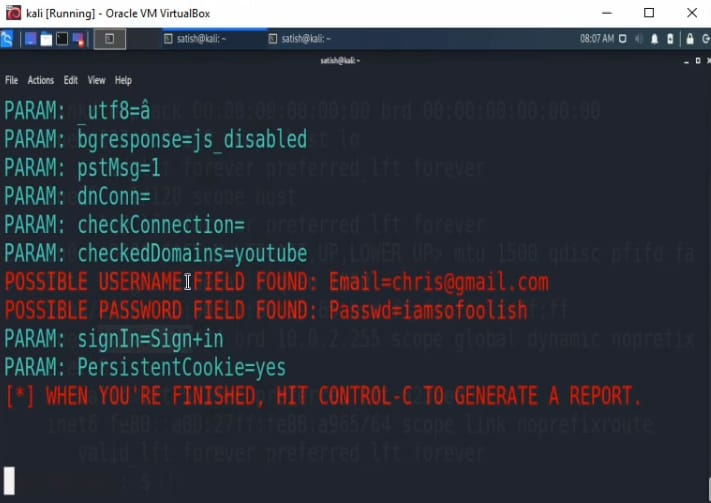 kali [Running] - Oracle VM VirtualBox
satish@kali: ~
satish@kali: ~
08:07 AM
satish@kali: ~
File Actions Edit View Help
PARAM: _utf8=â
PARAM: bgresponse=js_disabled
PARAM: pstMsg=1
PARAM: dnConn=
PARAM: checkConnection=
PARAM: checkedDomains=youtube
POSSIBLE USERNAME FIELD FOUND: Email=chris@gmail.com
POSSIBLE PASSWORD FIELD FOUND: Passwd=iamsofoolish
PARAM: signIn=Sign+in
PARAM: PersistentCookie=yes
[*] WHEN YOU'RE FINISHED, HIT CONTROL-C TO GENERATE A REPORT.